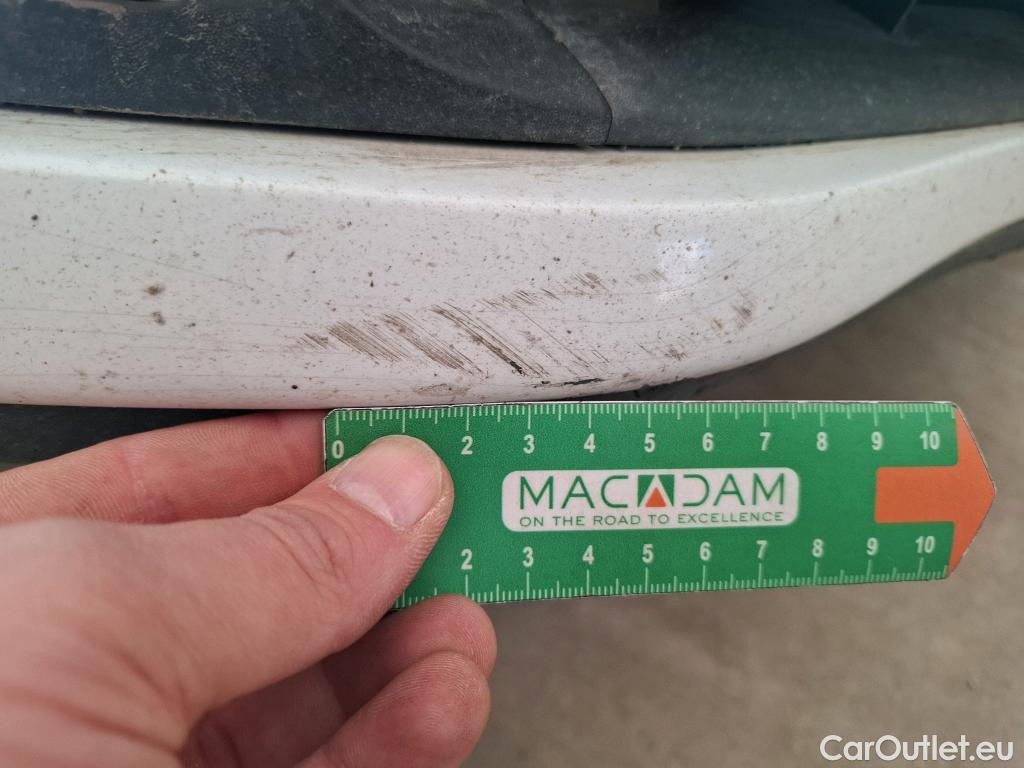 0 2 3 4 5 6 7 8 9 10
MACADAM
ON THE ROAD TO EXCELLENCE
2 3 4 5 6 7 8 9 10
CarOutlet.eu